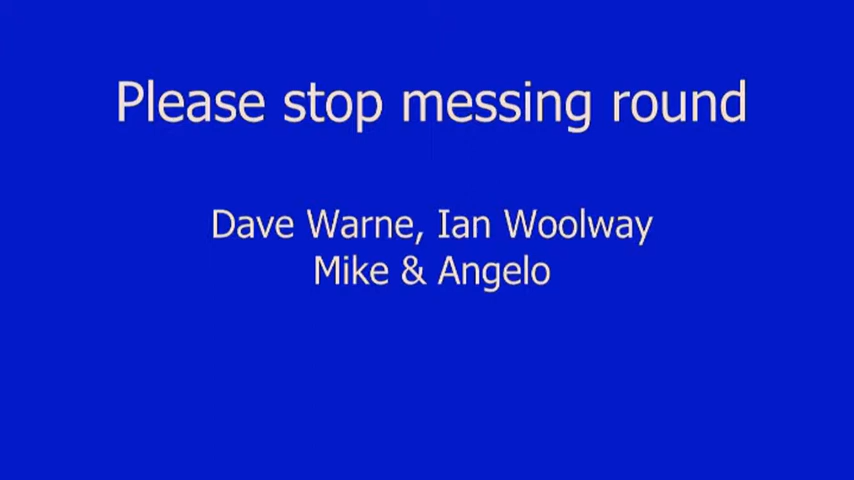 Please stop messing round
Dave Warne, Ian Woolway
Mike & Angelo